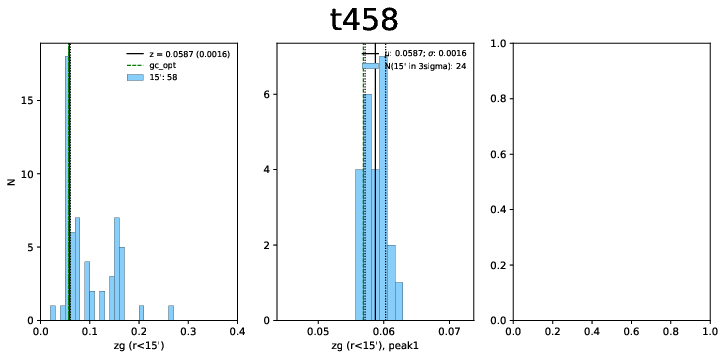 t458
z = 0.0587 (0.0016)
gc_opt
15': 58
N
0
5
10
15
0.0 0.1 0.2 0.3 0.4
zg (r<15')
μ: 0.0587; σ: 0.0016
N(15' in 3sigma): 24
0
2
4
6
0.05 0.06 0.07
zg (r<15'), peak1
1.0
0.8
0.6
0.4
0.2
0.0
0.0 0.2 0.4 0.6 0.8 1.0